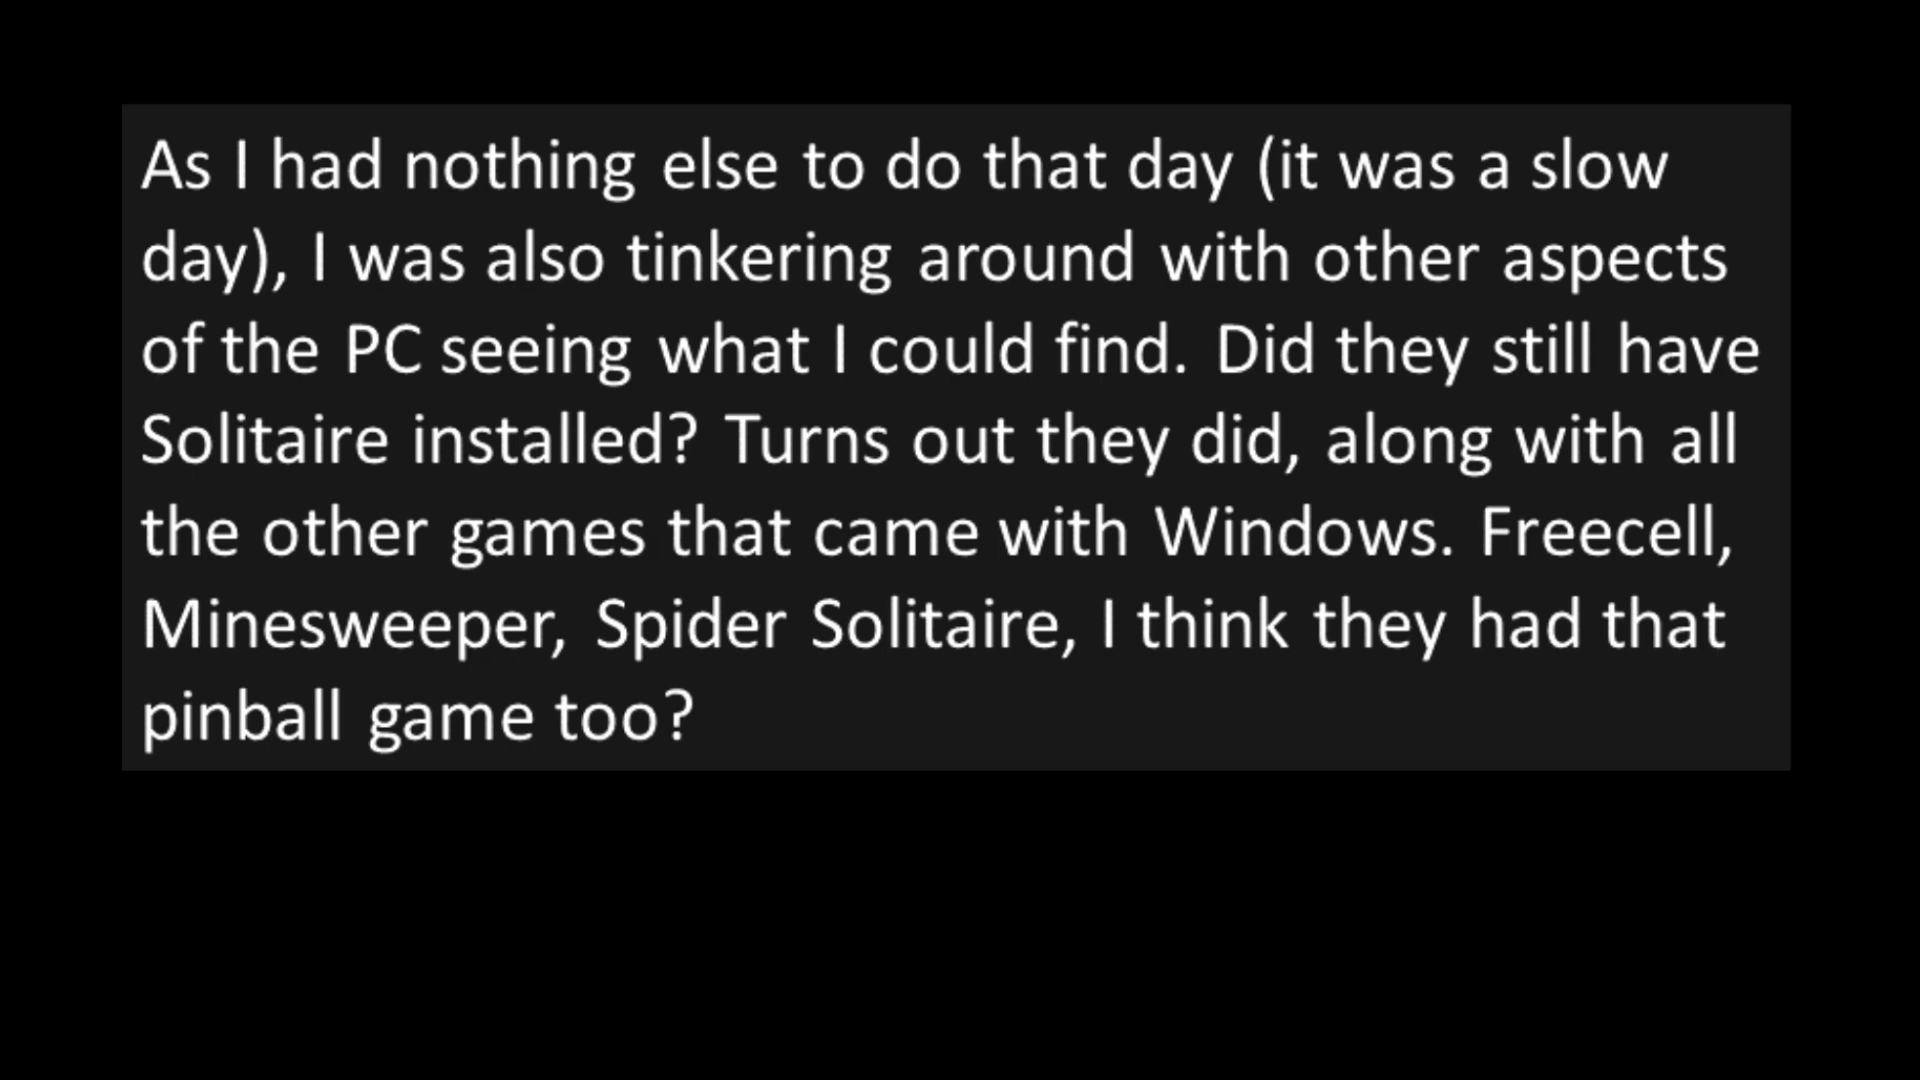 As I had nothing else to do that day (it was a slow
day), I was also tinkering around with other aspects
of the PC seeing what I could find. Did they still have
Solitaire installed? Turns out they did, along with all
the other games that came with Windows. Freecell,
Minesweeper, Spider Solitaire, I think they had that
pinball game too?